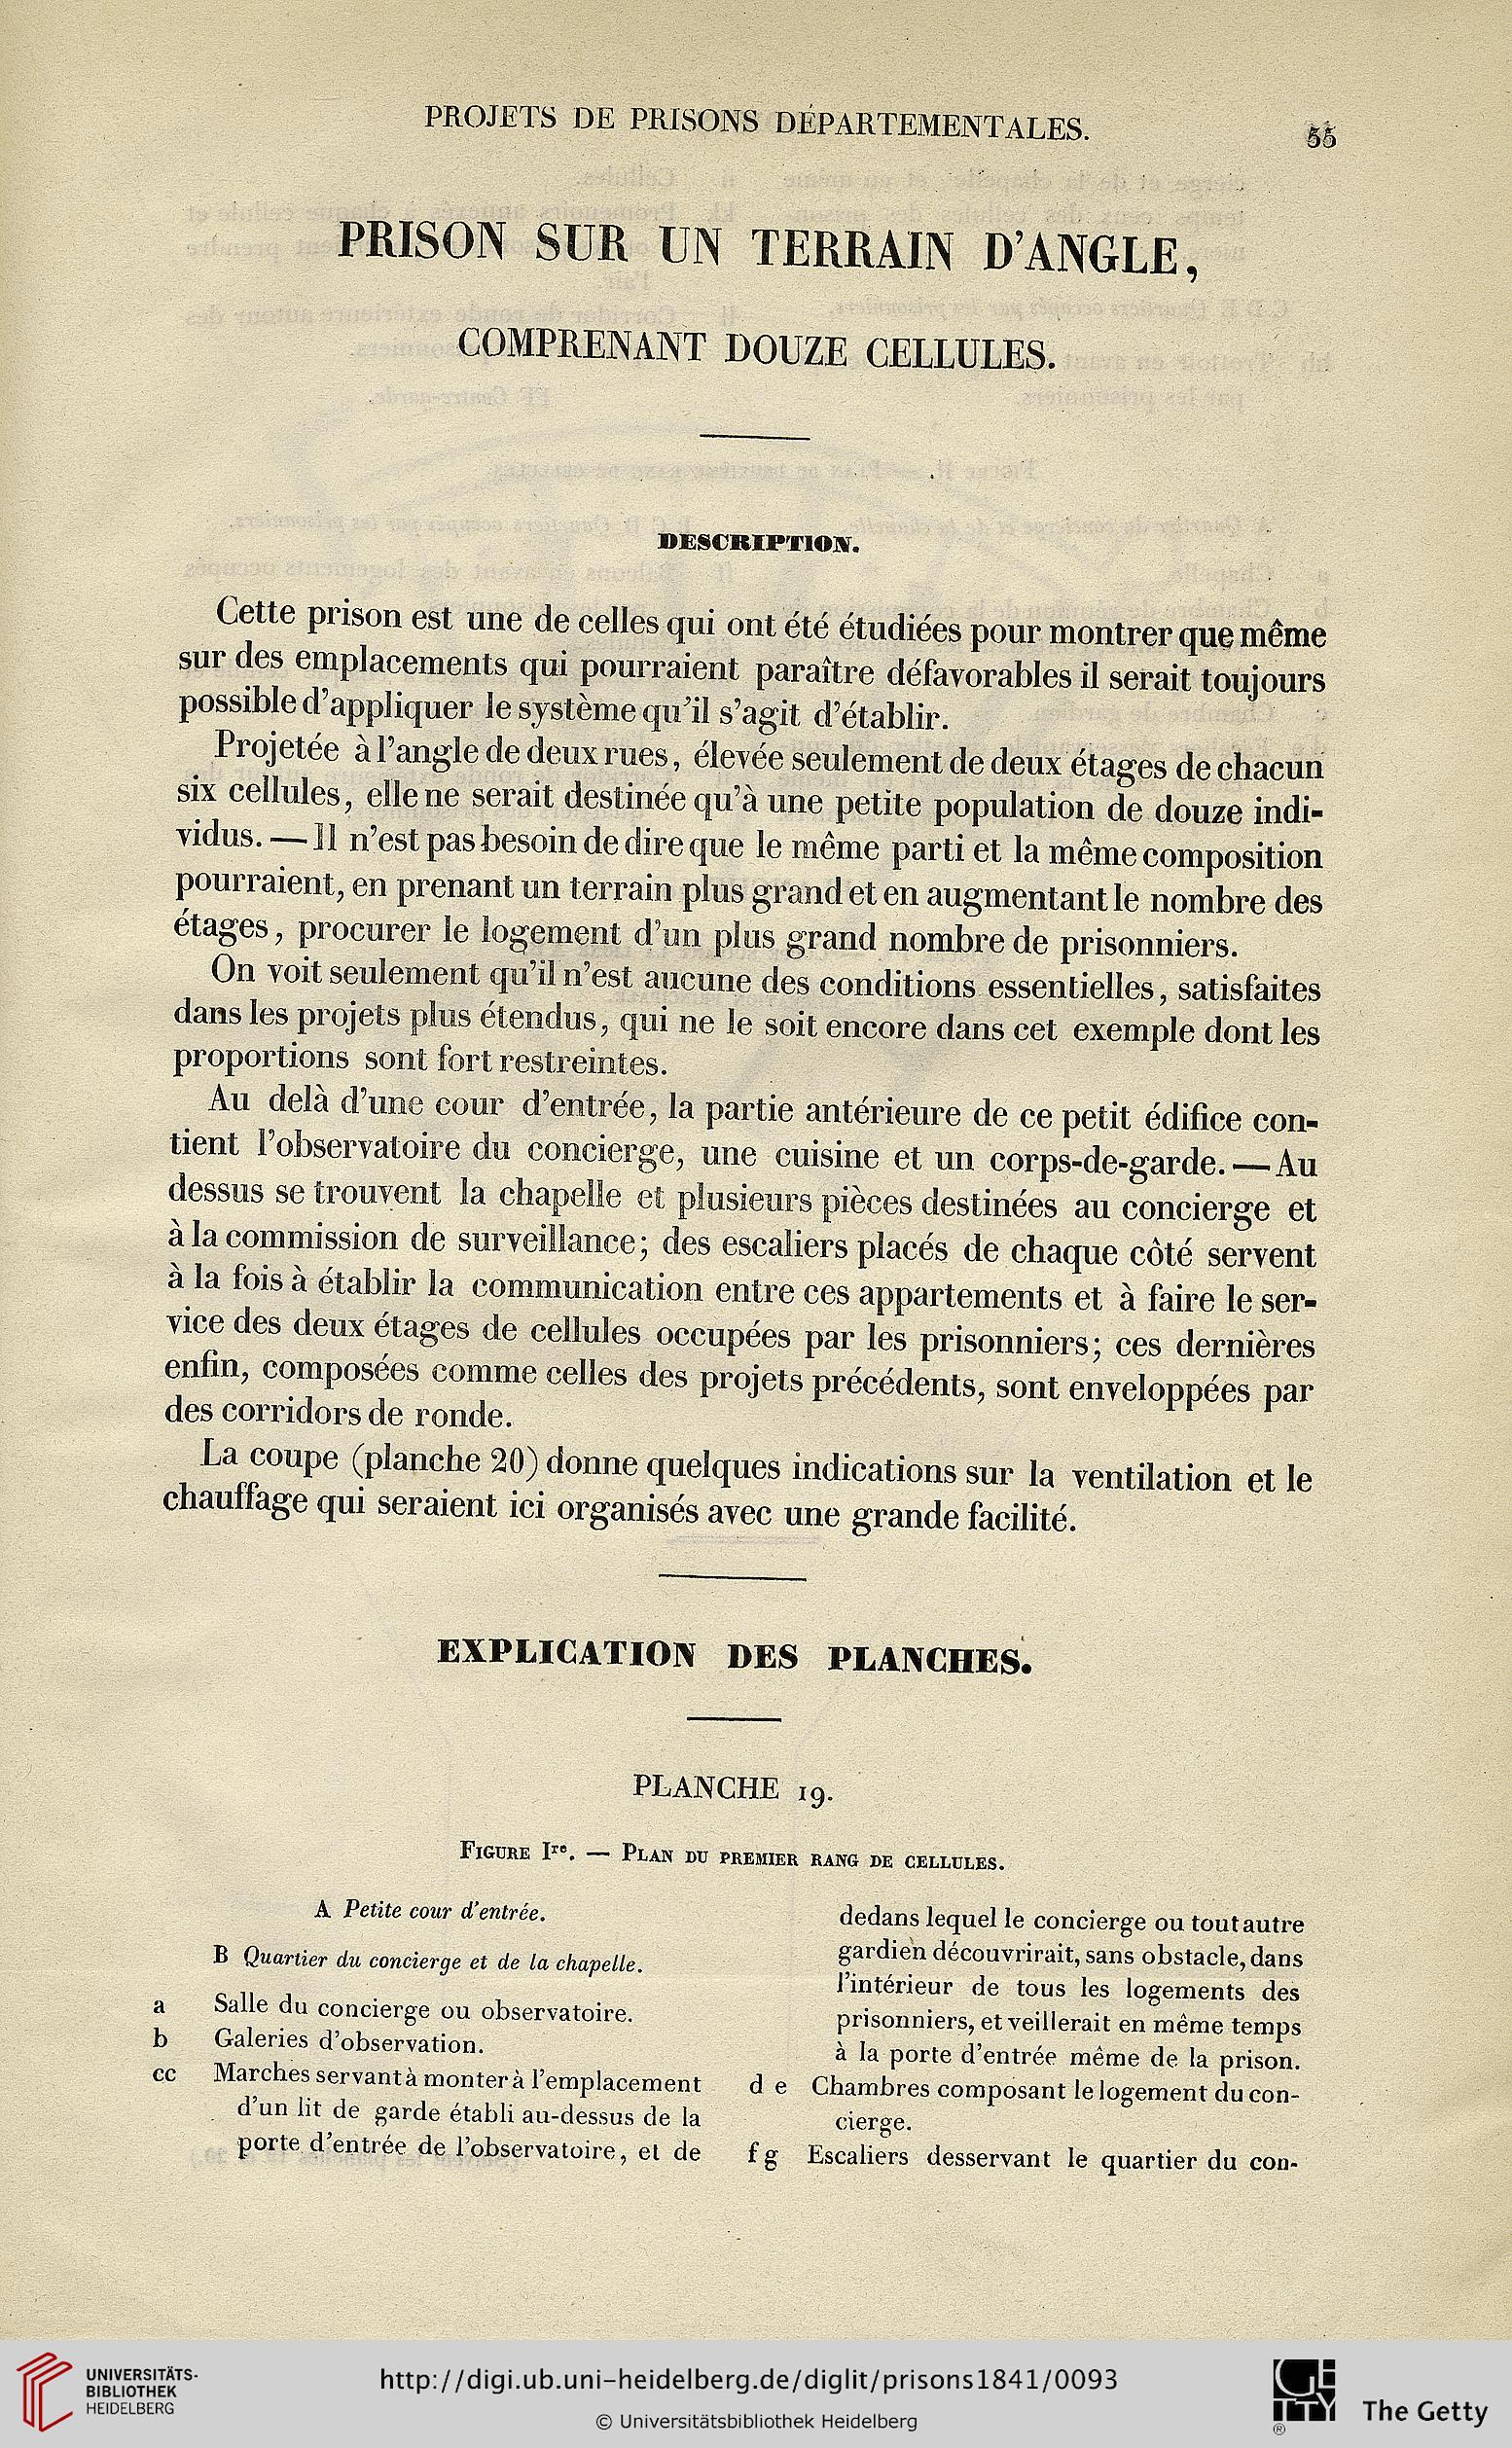 PROJETS DE PRISONS DÉPARTEMENTALES.
55
PRISON SUR UN TERRAIN D'ANGLE,
COMPRENANT DOUZE CELLULES.
DESCRIPTION.
Cette prison est une de celles qui ont été étudiées pour montrer que même
sur des emplacements qui pourraient paraître défavorables il serait toujours
possible d'appliquer le système qu'il s'agit d'établir.
Projetée à l'angle de deux rues, élevée seulement de deux étages de chacun
six cellules, elle ne serait destinée qu'à une petite population de douze indi-
vidus. — Il n'est pas besoin de dire que le même parti et la même composition
pourraient, en prenant un terrain plus grand et en augmentant le nombre des
étages, procurer le logement d'un plus grand nombre de prisonniers.
On voit seulement qu'il n'est aucune des conditions essentielles, satisfaites
dans les projets plus étendus, qui ne le soit encore dans cet exemple dont les
proportions sont fort restreintes.
Au delà d'une cour d'entrée, la partie antérieure de ce petit édifice con-
tient l'observatoire du concierge, une cuisine et un corps-de-garde. — Au
dessus se trouvent la chapelle et plusieurs pièces destinées au concierge et
à la commission de surveillance; des escaliers placés de chaque côté servent
à la fois à établir la communication entre ces appartements et à faire le ser-
vice des deux étages de cellules occupées par les prisonniers; ces dernières
enfin, composées comme celles des projets précédents, sont enveloppées par
des corridors de ronde.
La coupe (planche 20) donne quelques indications sur la ventilation et le
chauffage qui seraient ici organisés avec une grande facilité.
EXPLICATION DES PLANCHES.
PLANCHE 19.
FIGURE Ire. — PLAN DU PREMIER RANG DE CELLULES.
A Petite cour d'entrée.
B Quartier du concierge et de la chapelle.
a Salle du concierge ou observatoire.
b Galeries d'observation.
cc Marches servant à monter à l'emplacement
d'un lit de garde établi au-dessus de la
porte d'entrée de l'observatoire, et de
dedans lequel le concierge ou tout autre
gardien découvrirait, sans obstacle, dans
l'intérieur de tous les logements des
prisonniers, et veillerait en même temps
à la porte d'entrée même de la prison.
d e Chambres composant le logement du con-
cierge.
f g Escaliers desservant le quartier du con-
UNIVERSITÄTS-
BIBLIOTHEK
HEIDELBERG
http://digi.ub.uni-heidelberg.de/diglit/prisons1841/0093
© Universitätsbibliothek Heidelberg
GETTY
®
The Getty